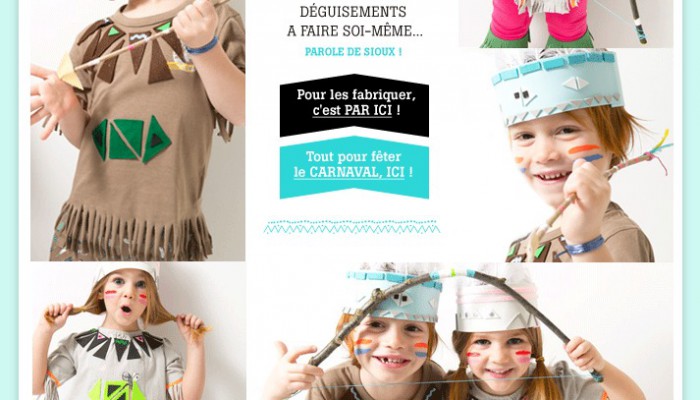 DÉGUISEMENTS
A FAIRE SOI-MÊME...
PAROLE DE SIOUX !
Pour les fabriquer,
c'est PAR ICI !
Tout pour fêter
le CARNAVAL, ICI !